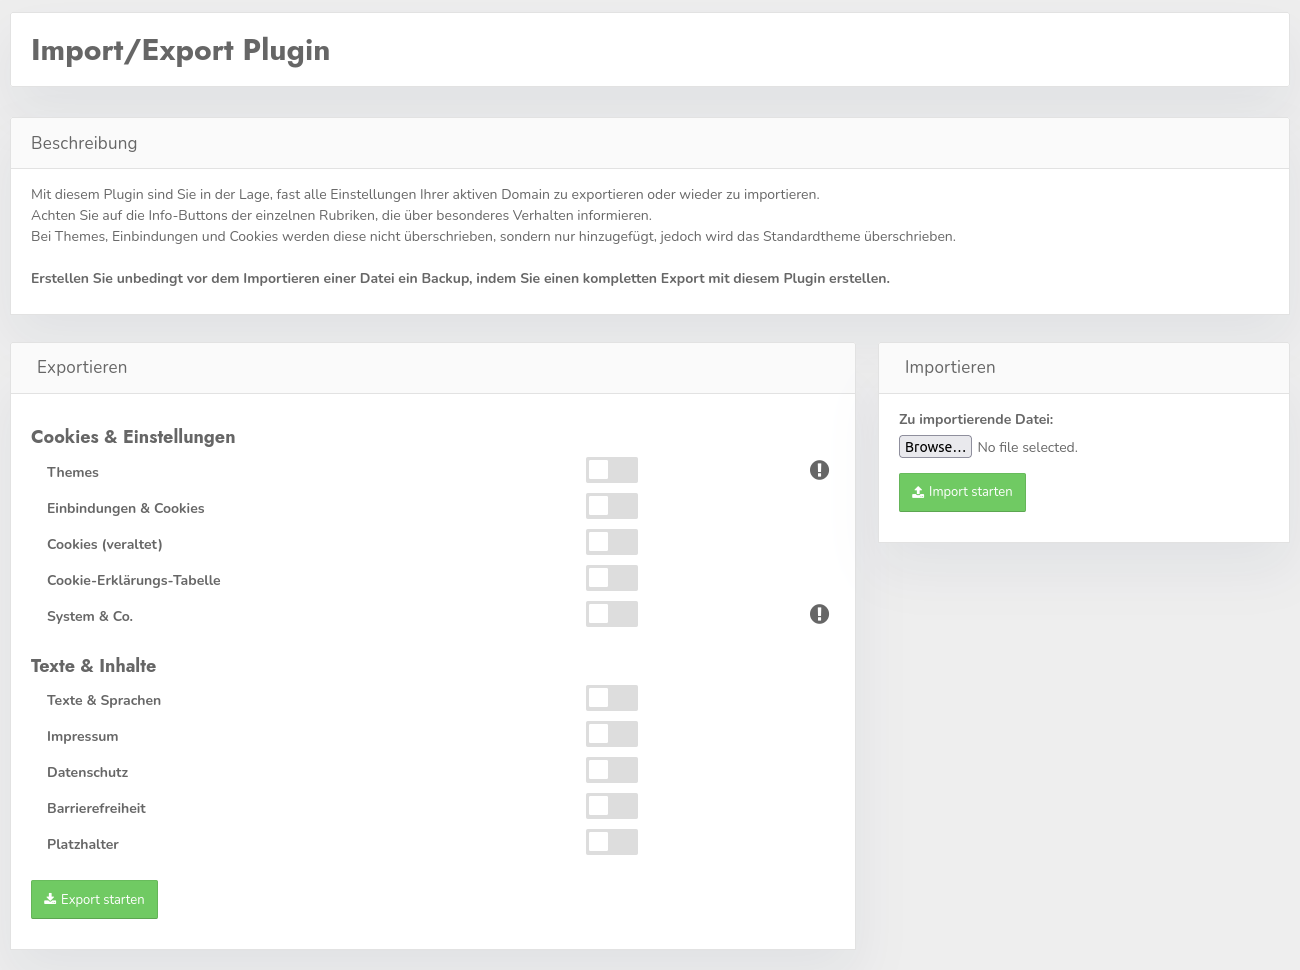 Import/Export Plugin
Beschreibung
Mit diesem Plugin sind Sie in der Lage, fast alle Einstellungen Ihrer aktiven Domain zu exportieren oder wieder zu importieren.
Achten Sie auf die Info-Buttons der einzelnen Rubriken, die über besonderes Verhalten informieren.
Bei Themes, Einbindungen und Cookies werden diese nicht überschrieben, sondern nur hinzugefügt, jedoch wird das Standardtheme überschrieben.
Erstellen Sie unbedingt vor dem Importieren einer Datei ein Backup, indem Sie einen kompletten Export mit diesem Plugin erstellen.
Exportieren
Cookies & Einstellungen
Themes
Einbindungen & Cookies
Cookies (veraltet)
Cookie-Erklärungs-Tabelle
System & Co.
Texte & Inhalte
Texte & Sprachen
Impressum
Datenschutz
Barrierefreiheit
Platzhalter
Export starten
Importieren
Zu importierende Datei:
Browse... No file selected.
Import starten